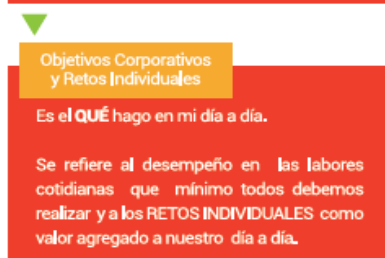 Objetivos Corporativos
y Retos Individuales
Es el QUÉ hago en mi día a día.
Se refiere al desempeño en las labores
cotidianas que mínimo todos debemos
realizar y a los RETOS INDIVIDUALES como
valor agregado a nuestro día a día.